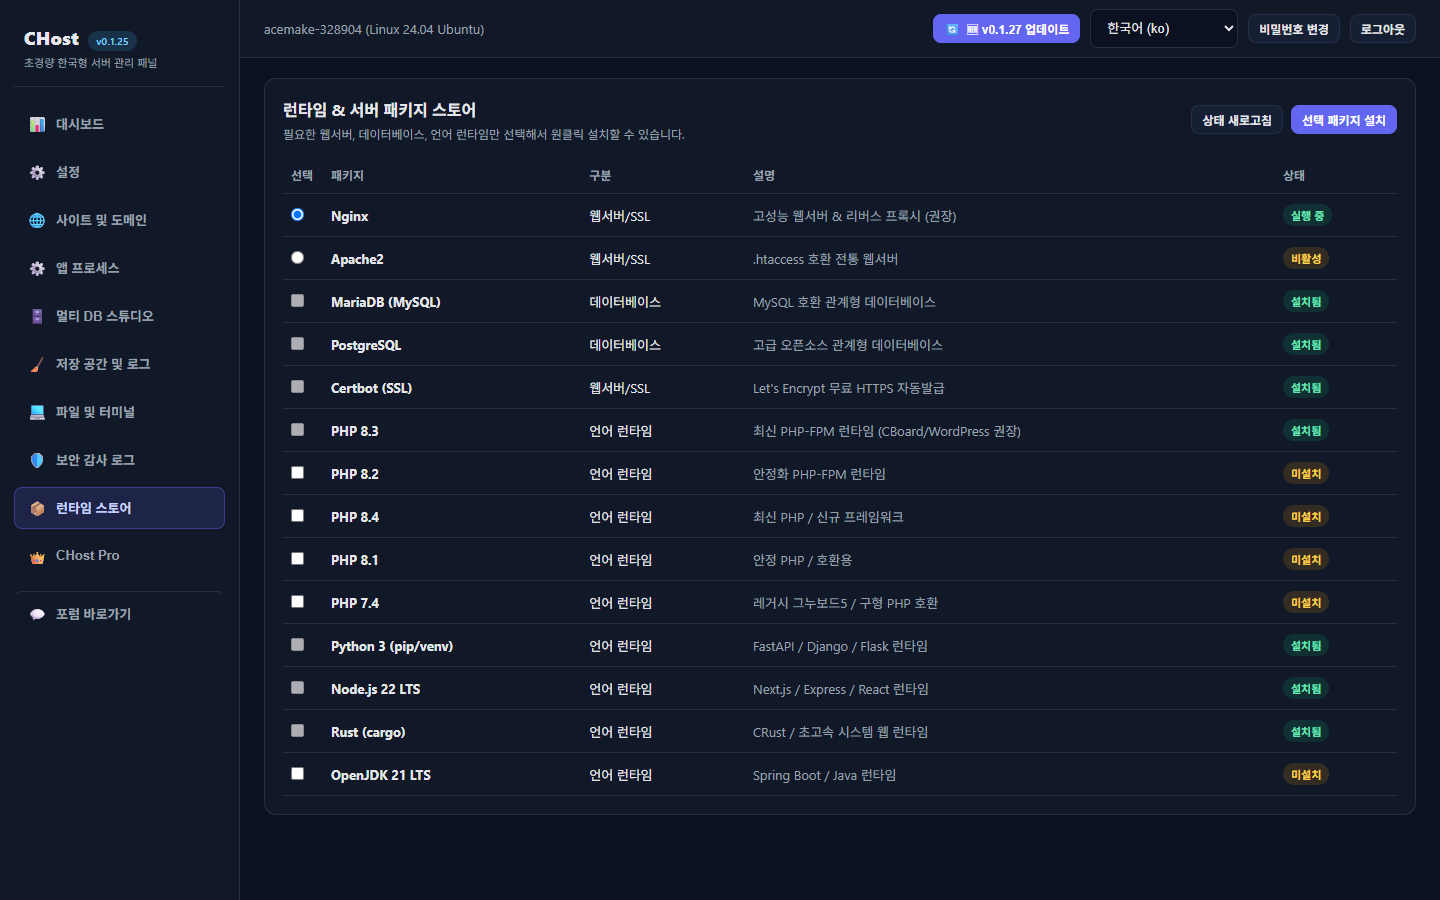 CHost v0.1.25
초경량 한국형 서버 관리 패널
대시보드
설정
사이트 및 도메인
앱 프로세스
멀티 DB 스튜디오
저장 공간 및 로그
파일 및 터미널
보안 감사 로그
런타임 스토어
CHost Pro
포럼 바로가기
acemake-328904 (Linux 24.04 Ubuntu)
🔄 🆕 v0.1.27 업데이트
한국어 (ko)
비밀번호 변경
로그아웃
런타임 & 서버 패키지 스토어
필요한 웹서버, 데이터베이스, 언어 런타임만 선택해서 원클릭 설치할 수 있습니다.
상태 새로고침
선택 패키지 설치
선택 패키지 구분 설명 상태
Nginx 웹서버/SSL 고성능 웹서버 & 리버스 프록시 (권장) 실행 중
Apache2 웹서버/SSL .htaccess 호환 전통 웹서버 비활성
MariaDB (MySQL) 데이터베이스 MySQL 호환 관계형 데이터베이스 설치됨
PostgreSQL 데이터베이스 고급 오픈소스 관계형 데이터베이스 설치됨
Certbot (SSL) 웹서버/SSL Let's Encrypt 무료 HTTPS 자동발급 설치됨
PHP 8.3 언어 런타임 최신 PHP-FPM 런타임 (CBoard/WordPress 권장) 설치됨
PHP 8.2 언어 런타임 안정화 PHP-FPM 런타임 미설치
PHP 8.4 언어 런타임 최신 PHP / 신규 프레임워크 미설치
PHP 8.1 언어 런타임 안정 PHP / 호환용 미설치
PHP 7.4 언어 런타임 레거시 그누보드5 / 구형 PHP 호환 미설치
Python 3 (pip/venv) 언어 런타임 FastAPI / Django / Flask 런타임 설치됨
Node.js 22 LTS 언어 런타임 Next.js / Express / React 런타임 설치됨
Rust (cargo) 언어 런타임 CRust / 초고속 시스템 웹 런타임 설치됨
OpenJDK 21 LTS 언어 런타임 Spring Boot / Java 런타임 미설치